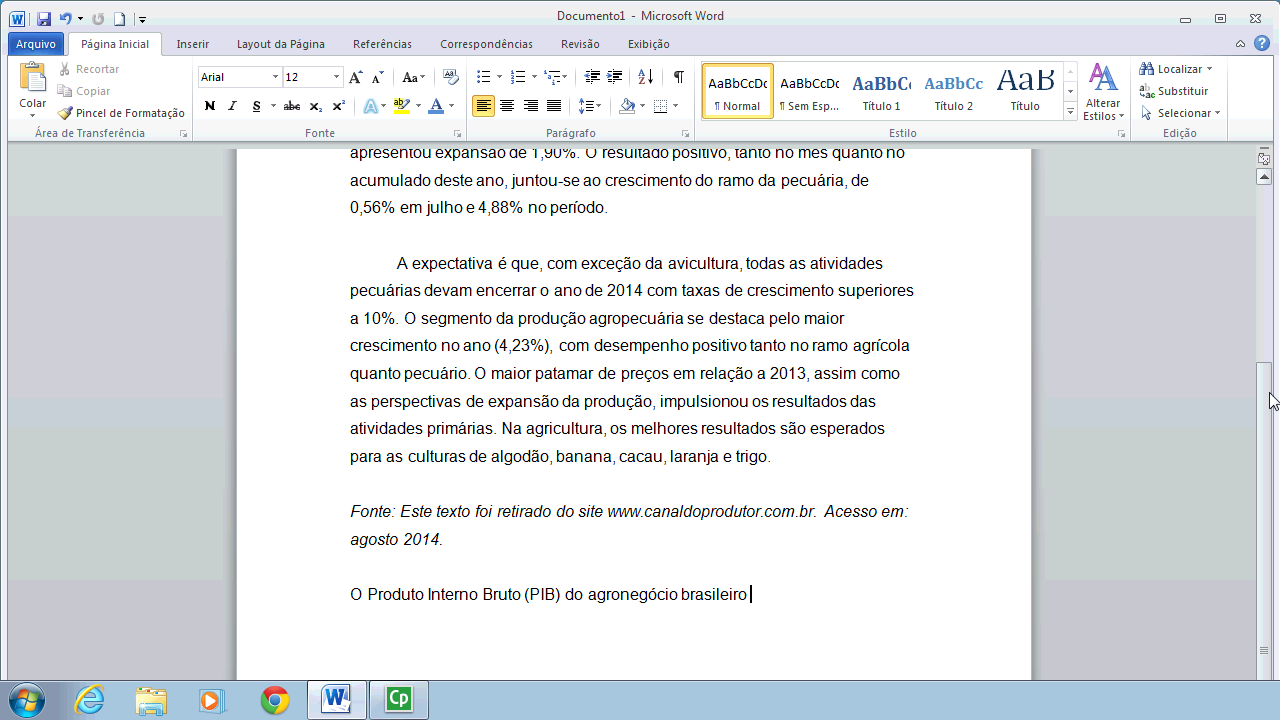 Documento1 - Microsoft Word
Arquivo Página Inicial Inserir Layout da Página Referências Correspondências Revisão Exibição
Colar
Recortar
Copiar
Pincel de Formatação
Área de Transferência
Arial 12
Fonte
Parágrafo
AaBbCcDc AaBbCcDc AaBbCc AaBbCc AaB
¶ Normal ¶ Sem Esp... Título 1 Título 2 Título
Alterar
Estilos
Estilo
Localizar
Substituir
Selecionar
Edição
apresentou expansão de 1,90%. O resultado positivo, tanto no mês quanto no
acumulado deste ano, juntou-se ao crescimento do ramo da pecuária, de
0,56% em julho e 4,88% no período.
A expectativa é que, com exceção da avicultura, todas as atividades
pecuárias devam encerrar o ano de 2014 com taxas de crescimento superiores
a 10%. O segmento da produção agropecuária se destaca pelo maior
crescimento no ano (4,23%), com desempenho positivo tanto no ramo agrícola
quanto pecuário. O maior patamar de preços em relação a 2013, assim como
as perspectivas de expansão da produção, impulsionou os resultados das
atividades primárias. Na agricultura, os melhores resultados são esperados
para as culturas de algodão, banana, cacau, laranja e trigo.
Fonte: Este texto foi retirado do site www.canaldoprodutor.com.br. Acesso em:
agosto 2014.
O Produto Interno Bruto (PIB) do agronegócio brasileiro
Cp